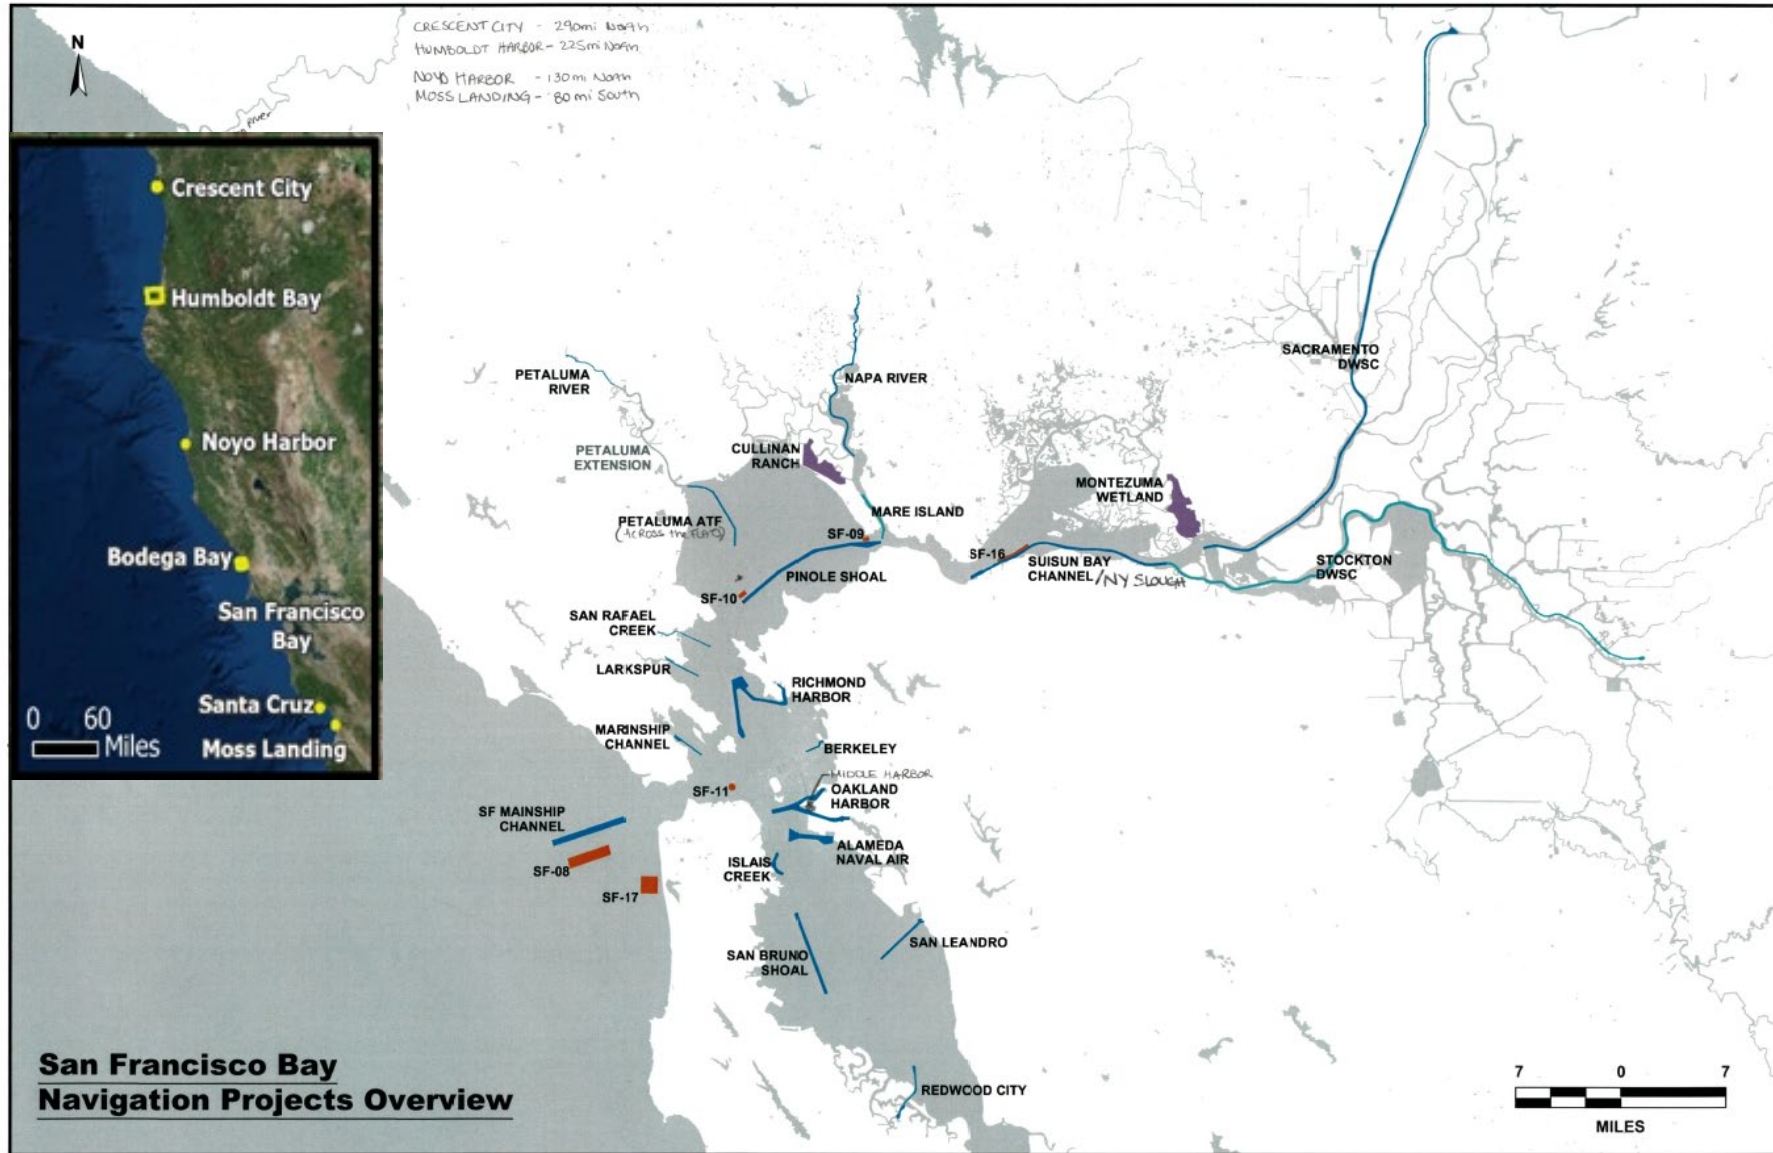 CRESCENT CITY - 290mi North
HUMBOLDT HARBOR - 225mi North
NOYO HARBOR - 130mi North
MOSS LANDING - 80mi South
N
River
Crescent City
Humboldt Bay
Noyo Harbor
Bodega Bay
San Francisco
Bay
Santa Cruz
Moss Landing
0 60
Miles
PETALUMA
RIVER
NAPA RIVER
SACRAMENTO
DWSC
PETALUMA
EXTENSION
CULLINAN
RANCH
MONTEZUMA
WETLAND
PETALUMA ATF
(ACROSS the FLATS)
MARE ISLAND
SF-09
SF-16
SUISUN BAY
CHANNEL/NY SLOUGH
STOCKTON
DWSC
PINOLE SHOAL
SF-10
SAN RAFAEL
CREEK
LARKSPUR
RICHMOND
HARBOR
MARINSHIP
CHANNEL
BERKELEY
MIDDLE HARBOR
OAKLAND
HARBOR
SF-11
SF MAINSHIP
CHANNEL
SF-08
SF-17
ISLAIS
CREEK
ALAMEDA
NAVAL AIR
SAN BRUNO
SHOAL
SAN LEANDRO
REDWOOD CITY
San Francisco Bay
Navigation Projects Overview
7 0 7
MILES